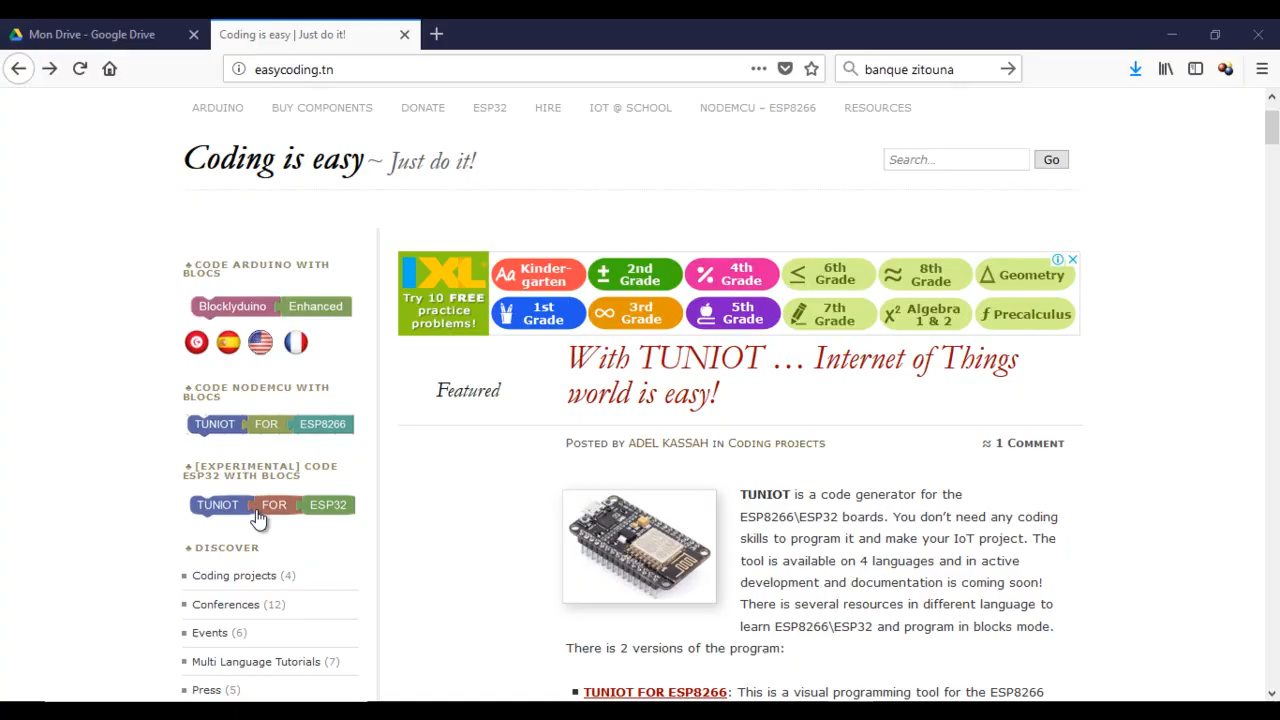 Mon Drive - Google Drive
Coding is easy | Just do it!
easycoding.tn
banque zitouna
ARDUINO BUY COMPONENTS DONATE ESP32 HIRE IOT @ SCHOOL NODEMCU – ESP8266 RESOURCES
Coding is easy ~ Just do it!
Search... Go
♣ CODE ARDUINO WITH
BLOCS
Blocklyduino Enhanced
♣ CODE NODEMCU WITH
BLOCS
TUNIOT FOR ESP8266
♣ [EXPERIMENTAL] CODE
ESP32 WITH BLOCS
TUNIOT FOR ESP32
♣ DISCOVER
Coding projects (4)
Conferences (12)
Events (6)
Multi Language Tutorials (7)
Press (5)
IXL
Try 10 FREE
practice
problems!
Aa Kinder-
garten
± 2nd
Grade
% 4th
Grade
≤ 6th
Grade
≈ 8th
Grade
△ Geometry
1st
Grade
∞ 3rd
Grade
5th
Grade
7th
Grade
x² Algebra
1 & 2
ƒ Precalculus
Featured
With TUNIOT ... Internet of Things
world is easy!
POSTED BY ADEL KASSAH IN CODING PROJECTS
≈ 1 COMMENT
TUNIOT is a code generator for the
ESP8266\ESP32 boards. You don’t need any coding
skills to program it and make your IoT project. The
tool is available on 4 languages and in active
development and documentation is coming soon!
There is several resources in different language to
learn ESP8266\ESP32 and program in blocks mode.
There is 2 versions of the program:
TUNIOT FOR ESP8266: This is a visual programming tool for the ESP8266